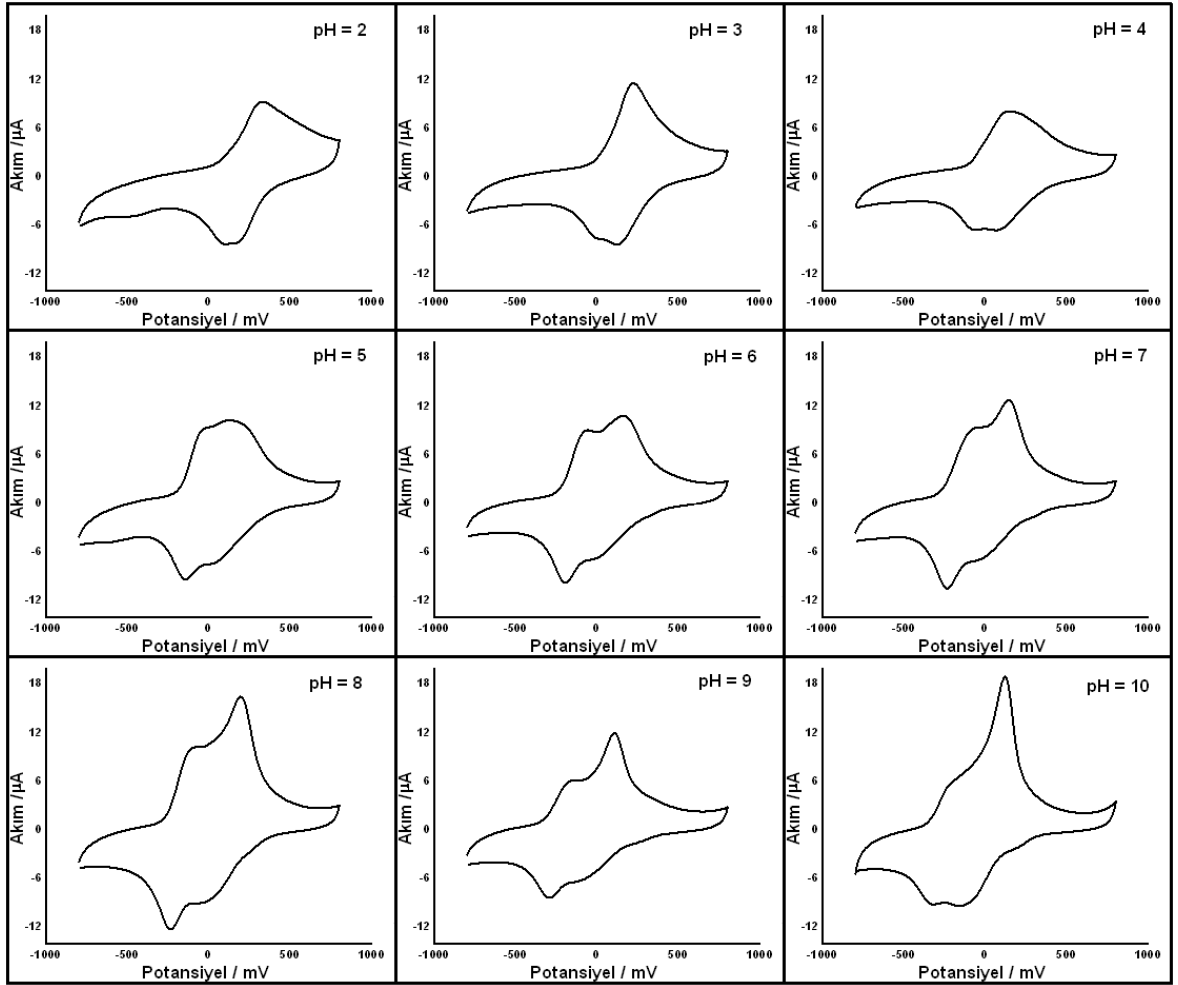 pH = 2
Akım /µA
18
12
6
0
-6
-12
-1000 -500 0 500 1000
Potansiyel / mV
pH = 3
Akım /µA
18
12
6
0
-6
-12
-1000 -500 0 500 1000
Potansiyel / mV
pH = 4
Akım /µA
18
12
6
0
-6
-12
-1000 -500 0 500 1000
Potansiyel / mV
pH = 5
Akım /µA
18
12
6
0
-6
-12
-1000 -500 0 500 1000
Potansiyel / mV
pH = 6
Akım /µA
18
12
6
0
-6
-12
-1000 -500 0 500 1000
Potansiyel / mV
pH = 7
Akım /µA
18
12
6
0
-6
-12
-1000 -500 0 500 1000
Potansiyel / mV
pH = 8
Akım /µA
18
12
6
0
-6
-12
-1000 -500 0 500 1000
Potansiyel / mV
pH = 9
Akım /µA
18
12
6
0
-6
-12
-1000 -500 0 500 1000
Potansiyel / mV
pH = 10
Akım /µA
18
12
6
0
-6
-12
-1000 -500 0 500 1000
Potansiyel / mV